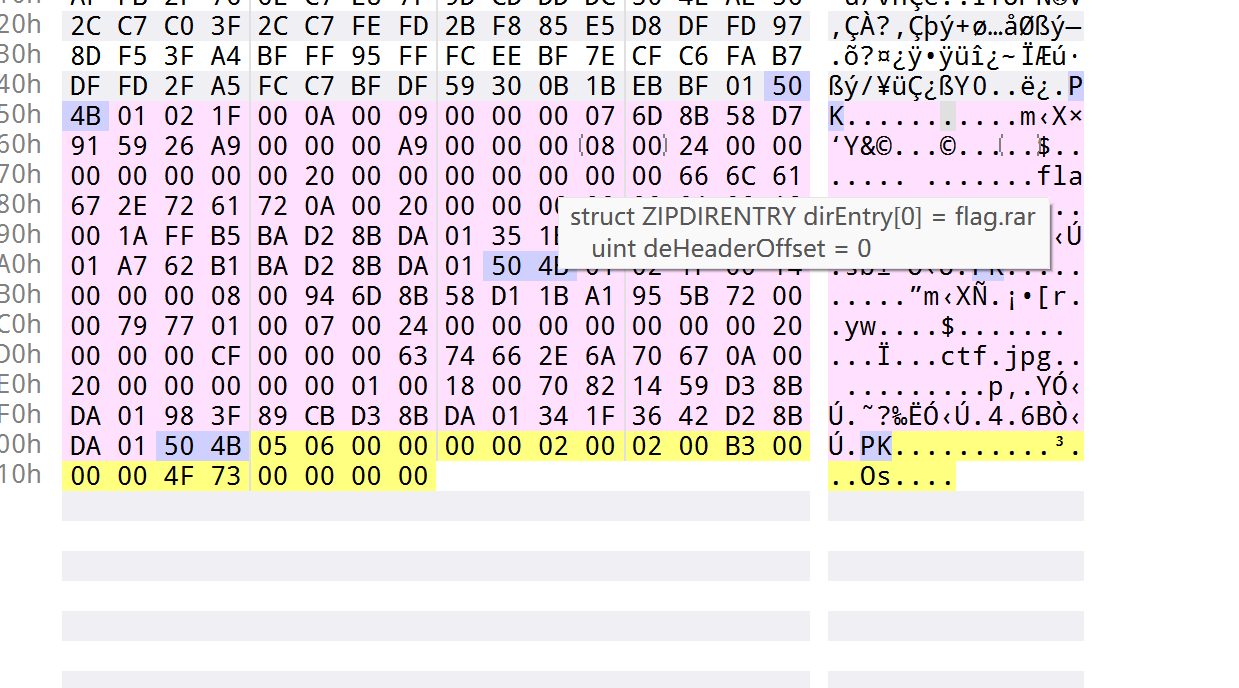 20h 2C C7 C0 3F 2C C7 FE FD 2B F8 85 E5 D8 DF FD 97 ,ÇÀ?,Çþý+ø…åØßý—
30h 8D F5 3F A4 BF FF 95 FF FC EE BF 7E CF C6 FA B7 .õ?¤¿ÿ•ÿüî¿~ÏÆú·
40h DF FD 2F A5 FC C7 BF DF 59 30 0B 1B EB BF 01 50 ßý/¥üÇ¿ßY0..ë¿.P
50h 4B 01 02 1F 00 0A 00 09 00 00 00 07 6D 8B 58 D7 K...........m‹X×
60h 91 59 26 A9 00 00 00 A9 00 00 00 08 00 24 00 00 ‘Y&©...©.....$..
70h 00 00 00 00 00 20 00 00 00 00 00 00 00 66 6C 61 ..... .......fla
80h 67 2E 72 61 72 0A 00 20 00 00
struct ZIPDIRENTRY dirEntry[0] = flag.rar
90h 00 1A FF B5 BA D2 8B DA 01 35 ‹Ú
uint deHeaderOffset = 0
A0h 01 A7 62 B1 BA D2 8B DA 01 50
B0h 00 00 00 08 00 94 6D 8B 58 D1 1B A1 95 5B 72 00 .....”m‹XÑ.¡•[r.
C0h 00 79 77 01 00 07 00 24 00 00 00 00 00 00 00 20 .yw....$.......
D0h 00 00 00 CF 00 00 00 63 74 66 2E 6A 70 67 0A 00 ...Ï...ctf.jpg..
E0h 20 00 00 00 00 00 01 00 18 00 70 82 14 59 D3 8B .........p‚.YÓ‹
F0h DA 01 98 3F 89 CB D3 8B DA 01 34 1F 36 42 D2 8B Ú.˜?‰ËÓ‹Ú.4.6BÒ‹
00h DA 01 50 4B 05 06 00 00 00 00 02 00 02 00 B3 00 Ú.PK..........³.
10h 00 00 4F 73 00 00 00 00 ..Os....